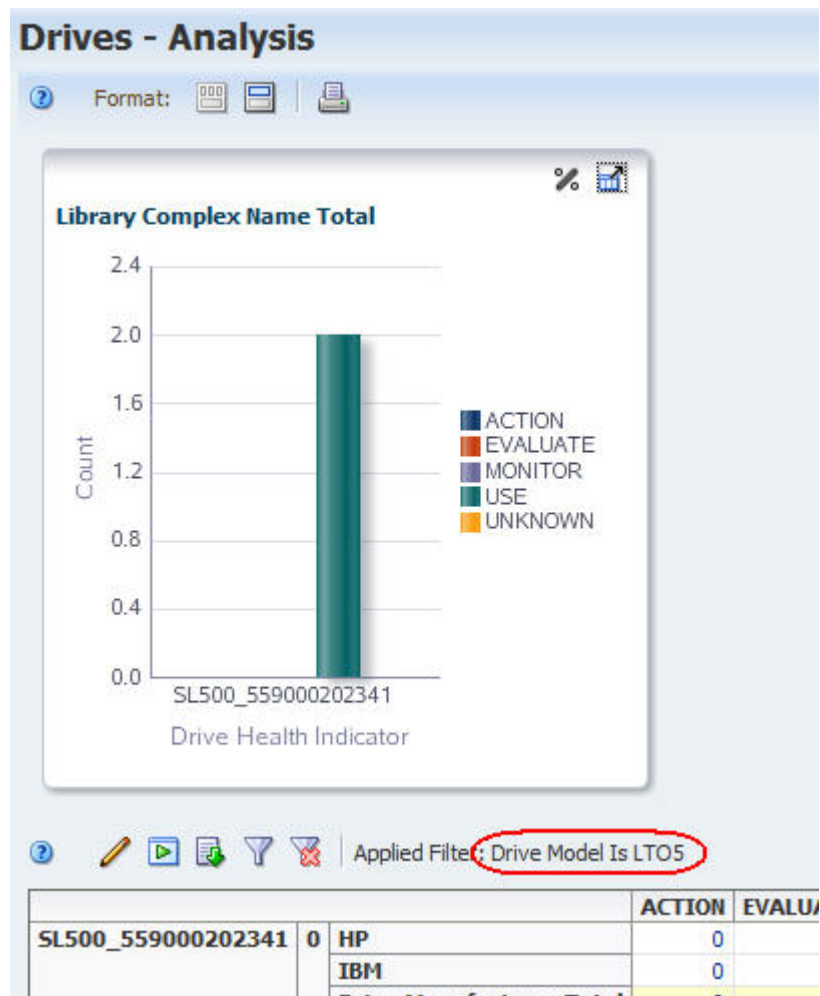 Drives - Analysis
Format:
Library Complex Name Total
2.4
2.0
1.6
1.2
0.8
0.4
0.0
Count
ACTION
EVALUATE
MONITOR
USE
UNKNOWN
SL500_559000202341
Drive Health Indicator
Applied Filter: Drive Model Is LTO5
ACTION EVALUA
SL500_559000202341 0 HP 0
IBM 0